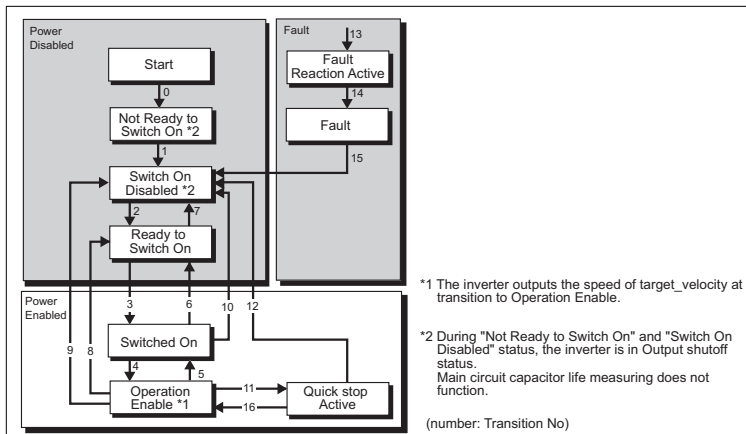 Power
Disabled
Fault
Start
0
Not Ready to
Switch On *2
1
Switch On
Disabled *2
2
7
Ready to
Switch On
13
Fault
Reaction Active
14
Fault
15
3
6
10
12
Power
Enabled
9
8
Switched On
4
5
Operation
Enable *1
11
16
Quick stop
Active
*1 The inverter outputs the speed of target_velocity at
transition to Operation Enable.
*2 During "Not Ready to Switch On" and "Switch On
Disabled" status, the inverter is in Output shutoff
status.
Main circuit capacitor life measuring does not
function.
(number: Transition No)